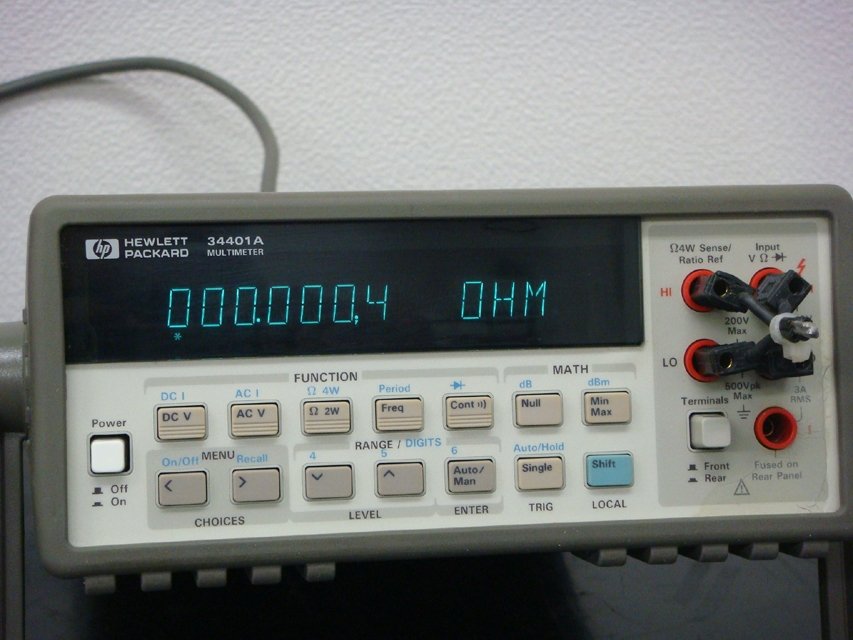 hp HEWLETT PACKARD 34401A MULTIMETER
000.000,4 OHM
*
Ω4W Sense/ Ratio Ref
Input V Ω
HI
200V Max
LO
500Vpk Max
3A RMS
I
Terminals
Front
Rear
Fused on Rear Panel
Power
Off
On
FUNCTION
MATH
DC I
AC I
Ω 4W
Period
dB
dBm
DC V
AC V
Ω 2W
Freq
Cont
Null
Min Max
MENU
RANGE / DIGITS
On/Off
Recall
4
5
6
Auto/Hold
<
>
Auto/ Man
Single
Shift
CHOICES
LEVEL
ENTER
TRIG
LOCAL